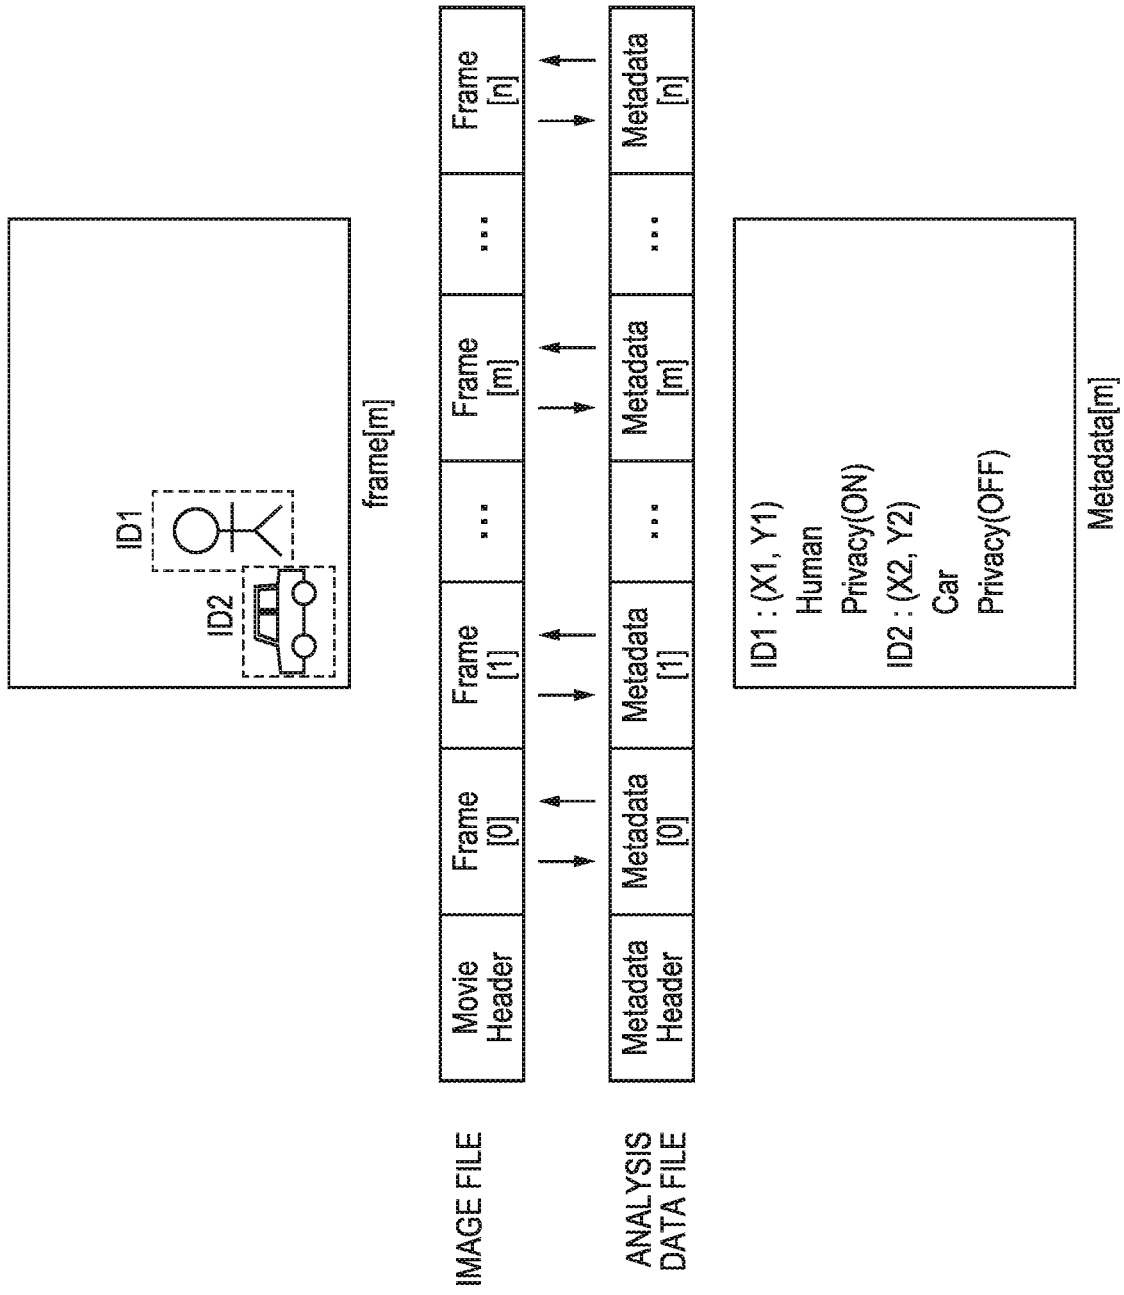 ID1
ID2
frame[m]
IMAGE FILE
Movie
Header
Frame
[0]
Frame
[1]
...
Frame
[m]
...
Frame
[n]
ANALYSIS
DATA FILE
Metadata
Header
Metadata
[0]
Metadata
[1]
...
Metadata
[m]
...
Metadata
[n]
ID1 : (X1, Y1)
Human
Privacy(ON)
ID2 : (X2, Y2)
Car
Privacy(OFF)
Metadata[m]